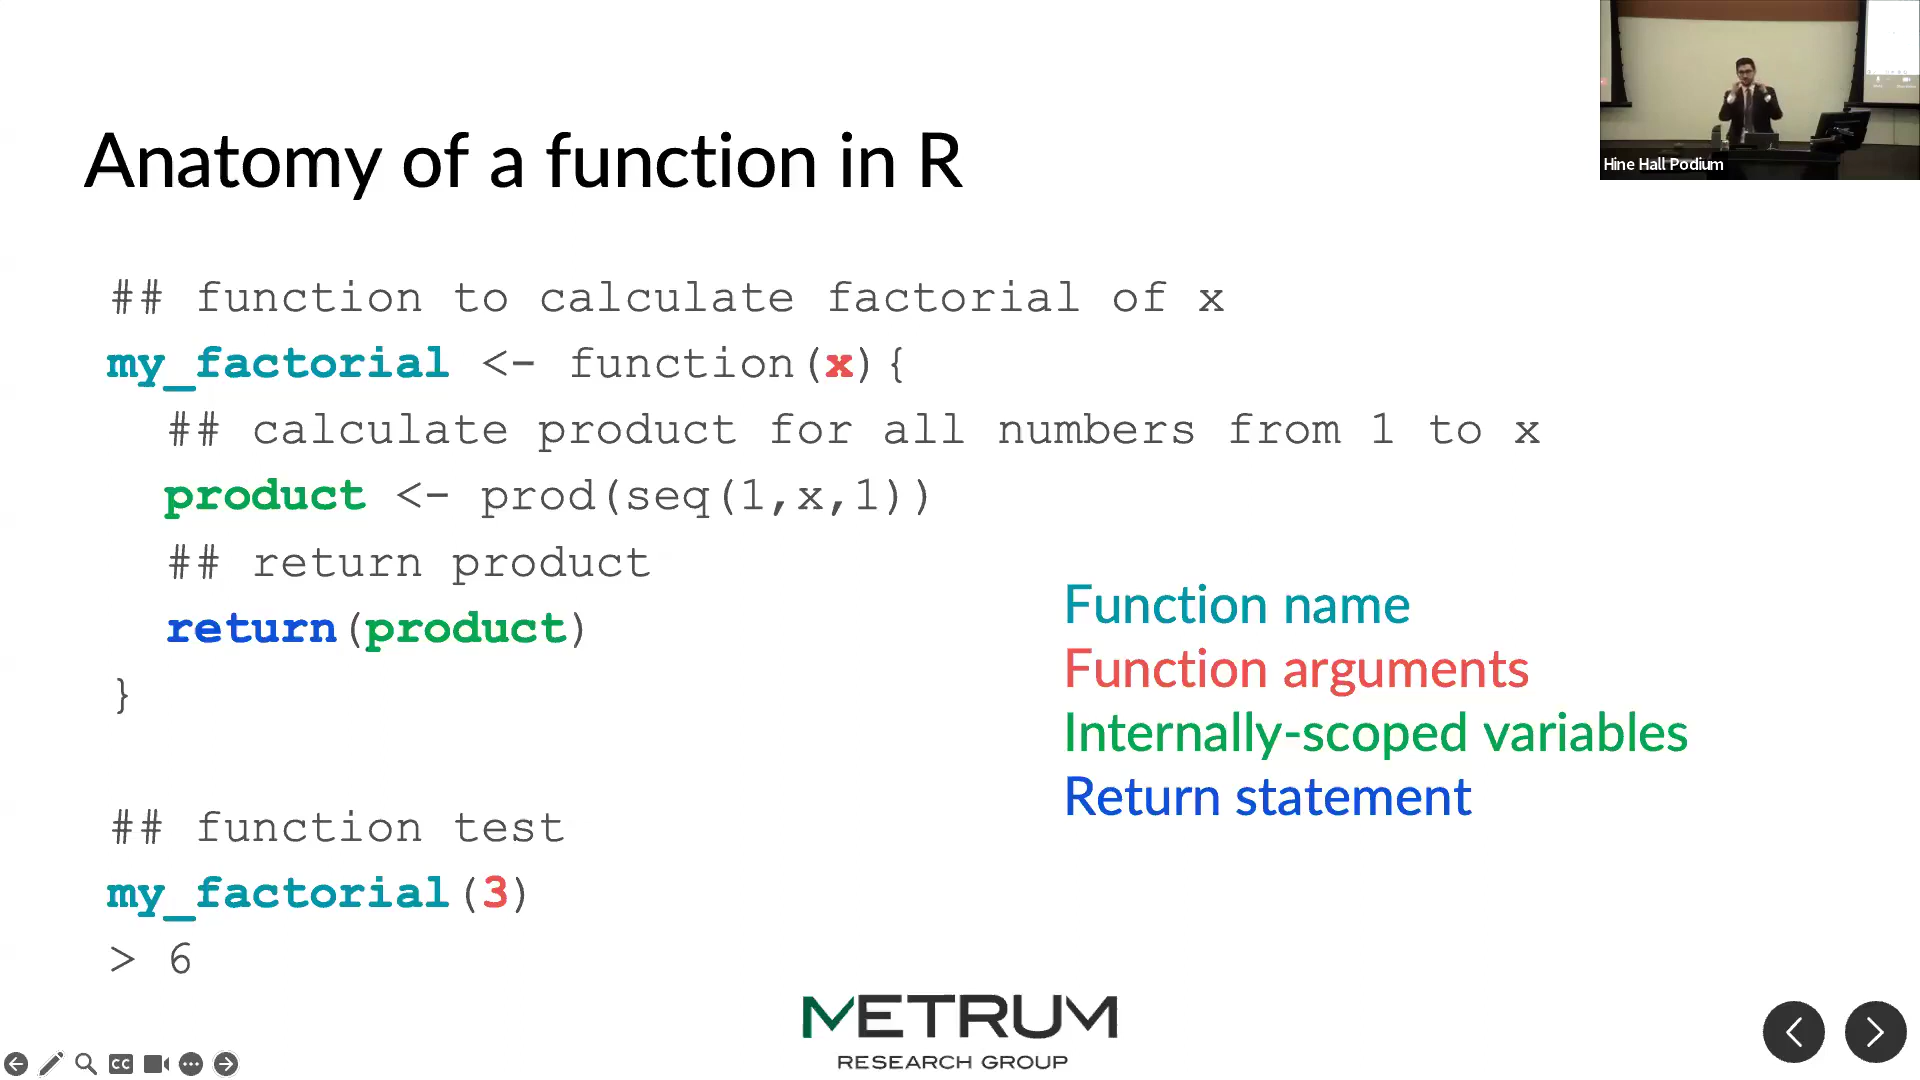 Hine Hall Podium
Anatomy of a function in R
## function to calculate factorial of x
my_factorial <- function(x){
## calculate product for all numbers from 1 to x
product <- prod(seq(1,x,1))
## return product
return(product)
}
Function name
Function arguments
Internally-scoped variables
Return statement
## function test
my_factorial(3)
> 6
METRUM
RESEARCH GROUP
CC